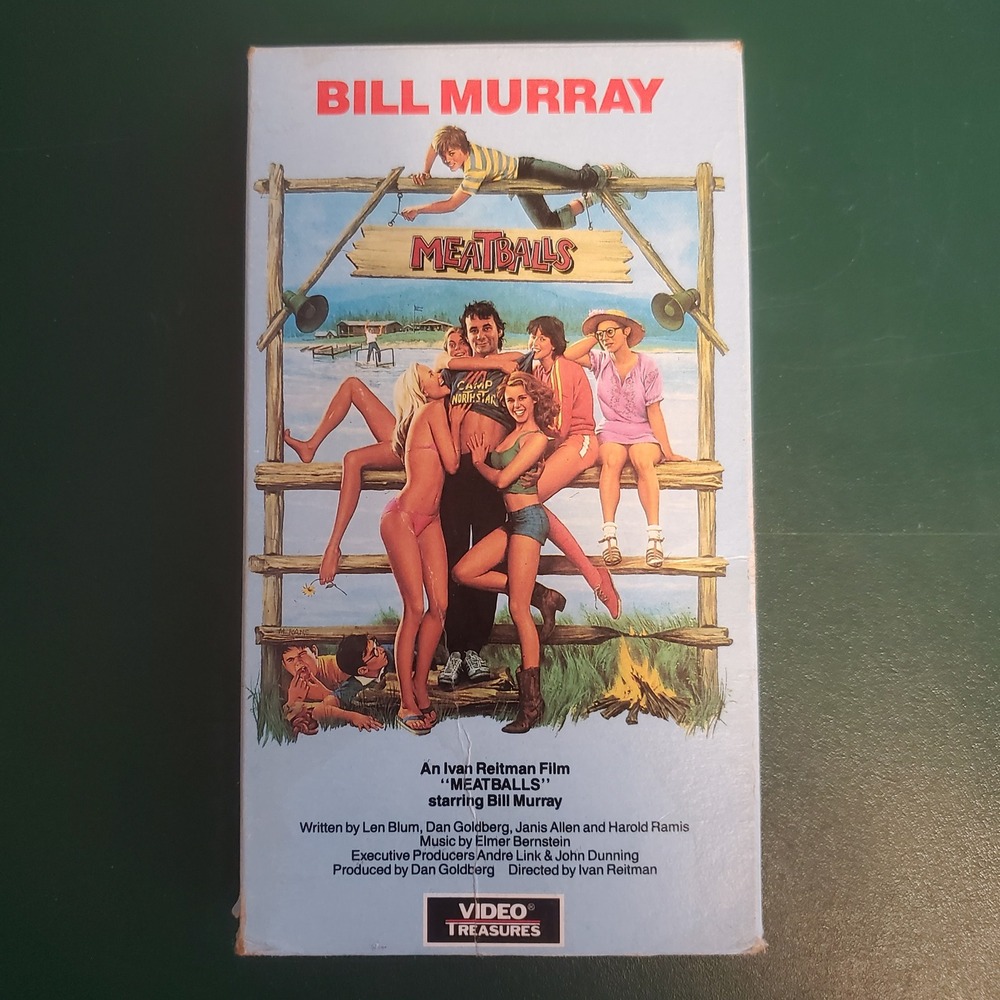 BILL MURRAY
MEATBALLS
CAMP
NORTHSTAR
M. KANE
An Ivan Reitman Film
"MEATBALLS"
starring Bill Murray
Written by Len Blum, Dan Goldberg, Janis Allen and Harold Ramis
Music by Elmer Bernstein
Executive Producers Andre Link & John Dunning
Produced by Dan Goldberg Directed by Ivan Reitman
VIDEO®
TREASURES